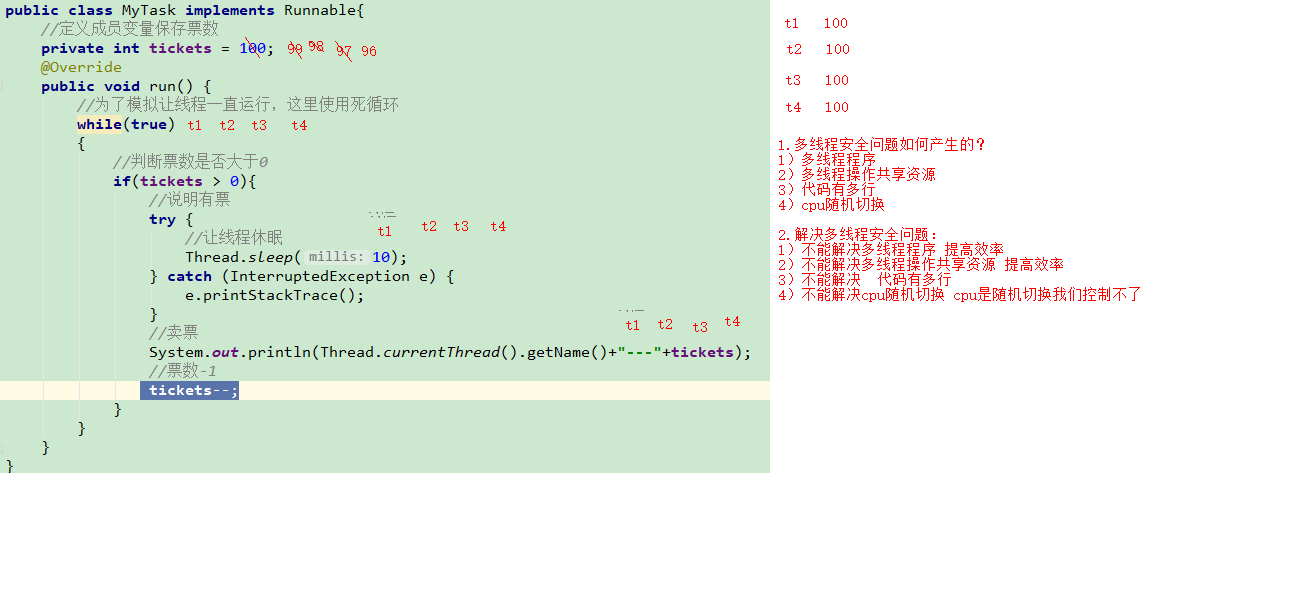 public class MyTask implements Runnable{
//定义成员变量保存票数
private int tickets = 100; 99 98 97 96
@Override
public void run() {
//为了模拟让线程一直运行，这里使用死循环
while(true) t1 t2 t3 t4
{
//判断票数是否大于0
if(tickets > 0){
//说明有票
try {
t1 t2 t3 t4
//让线程休眠
Thread.sleep( millis: 10);
} catch (InterruptedException e) {
e.printStackTrace();
}
t1 t2 t3 t4
//卖票
System.out.println(Thread.currentThread().getName()+"---"+tickets);
//票数-1
tickets--;
}
}
}
}
t1 100
t2 100
t3 100
t4 100
1.多线程安全问题如何产生的？
1）多线程程序
2）多线程操作共享资源
3）代码有多行
4）cpu随机切换
2.解决多线程安全问题：
1）不能解决多线程程序 提高效率
2）不能解决多线程操作共享资源 提高效率
3）不能解决 代码有多行
4）不能解决cpu随机切换 cpu是随机切换我们控制不了